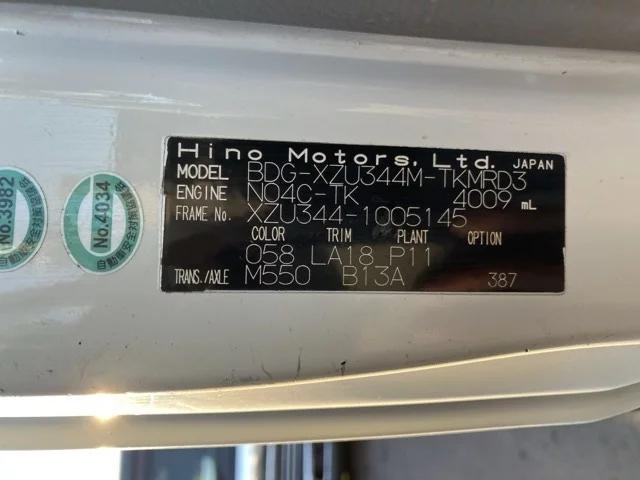 Hino Motors, Ltd. JAPAN
MODEL BDG-XZU344M-TKMRD3
ENGINE N04C-TK 4009 mL
FRAME No. XZU344-1005145
COLOR TRIM PLANT OPTION
058 LA18 P11
TRANS./AXLE M550 B13A 387
No.3982
No.4934